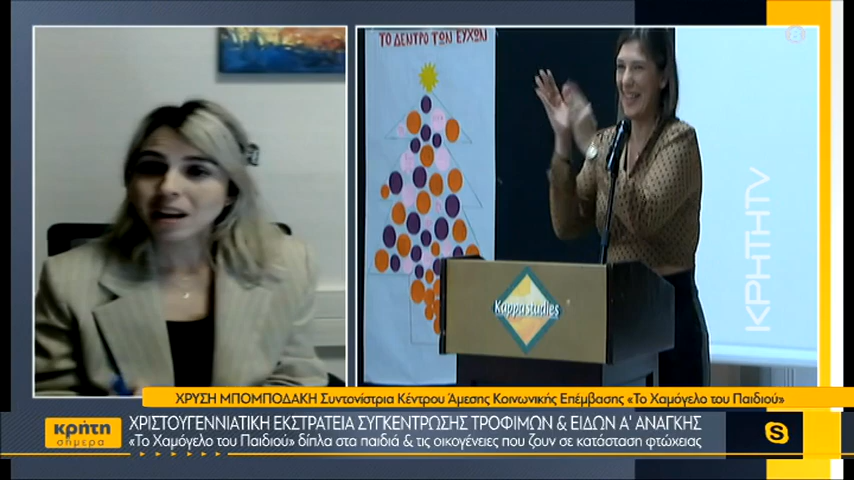 ΤΟ ΔΕΝΤΡΟ ΤΩΝ ΕΥΧΩΝ
Kappa studies
ΚΡΗΤΗTV
ΧΡΥΣΗ ΜΠΟΜΠΟΔΑΚΗ Συντονίστρια Κέντρου Άμεσης Κοινωνικής Επέμβασης «Το Χαμόγελο του Παιδιού»
κρήτη
σήμερα
ΧΡΙΣΤΟΥΓΕΝΝΙΑΤΙΚΗ ΕΚΣΤΡΑΤΕΙΑ ΣΥΓΚΕΝΤΡΩΣΗΣ ΤΡΟΦΙΜΩΝ & ΕΙΔΩΝ Α' ΑΝΑΓΚΗΣ
«Το Χαμόγελο του Παιδιού» δίπλα στα παιδιά & τις οικογένειες που ζουν σε κατάσταση φτώχειας